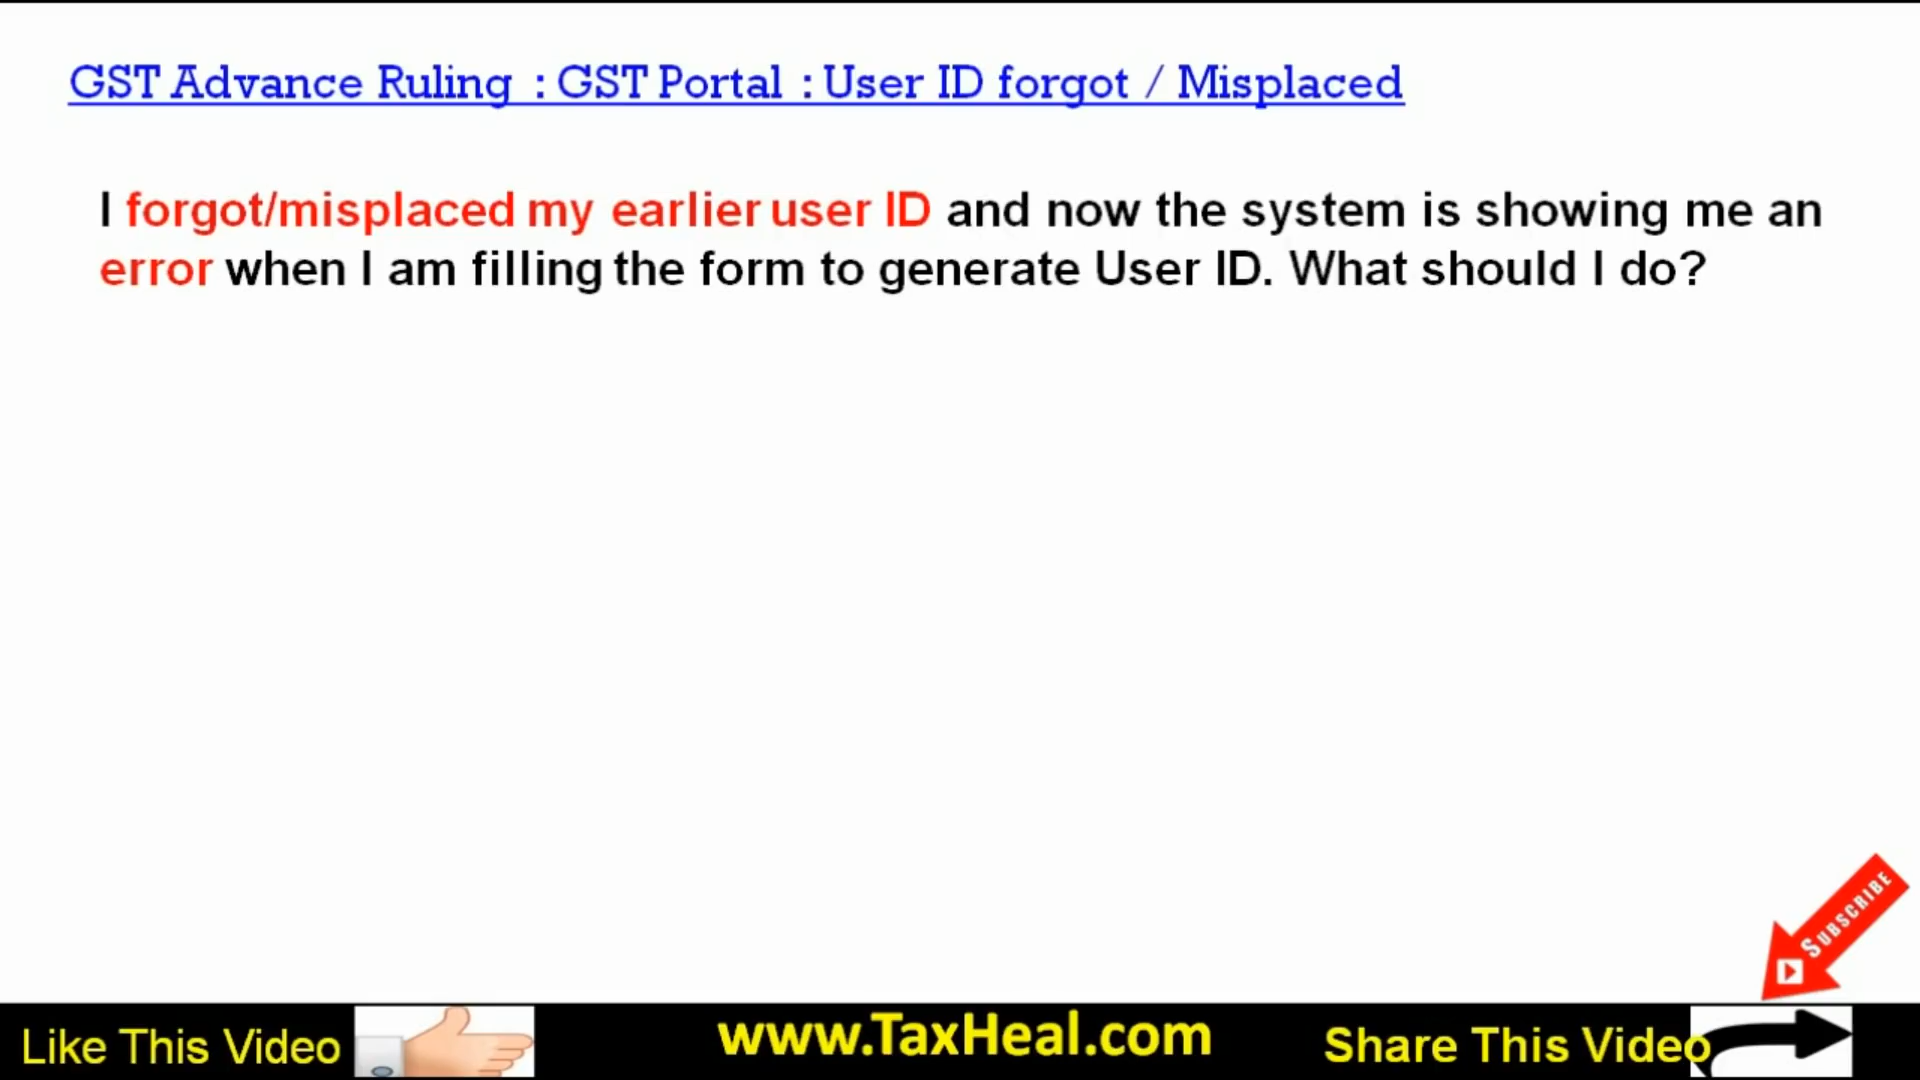 GST Advance Ruling : GST Portal : User ID forgot / Misplaced
I forgot/misplaced my earlier user ID and now the system is showing me an
error when I am filling the form to generate User ID. What should I do?
SUBSCRIBE
Like This Video
www.TaxHeal.com
Share This Video